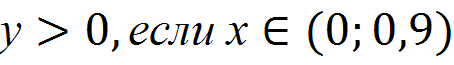 y > 0, если x ∈ (0; 0,9)